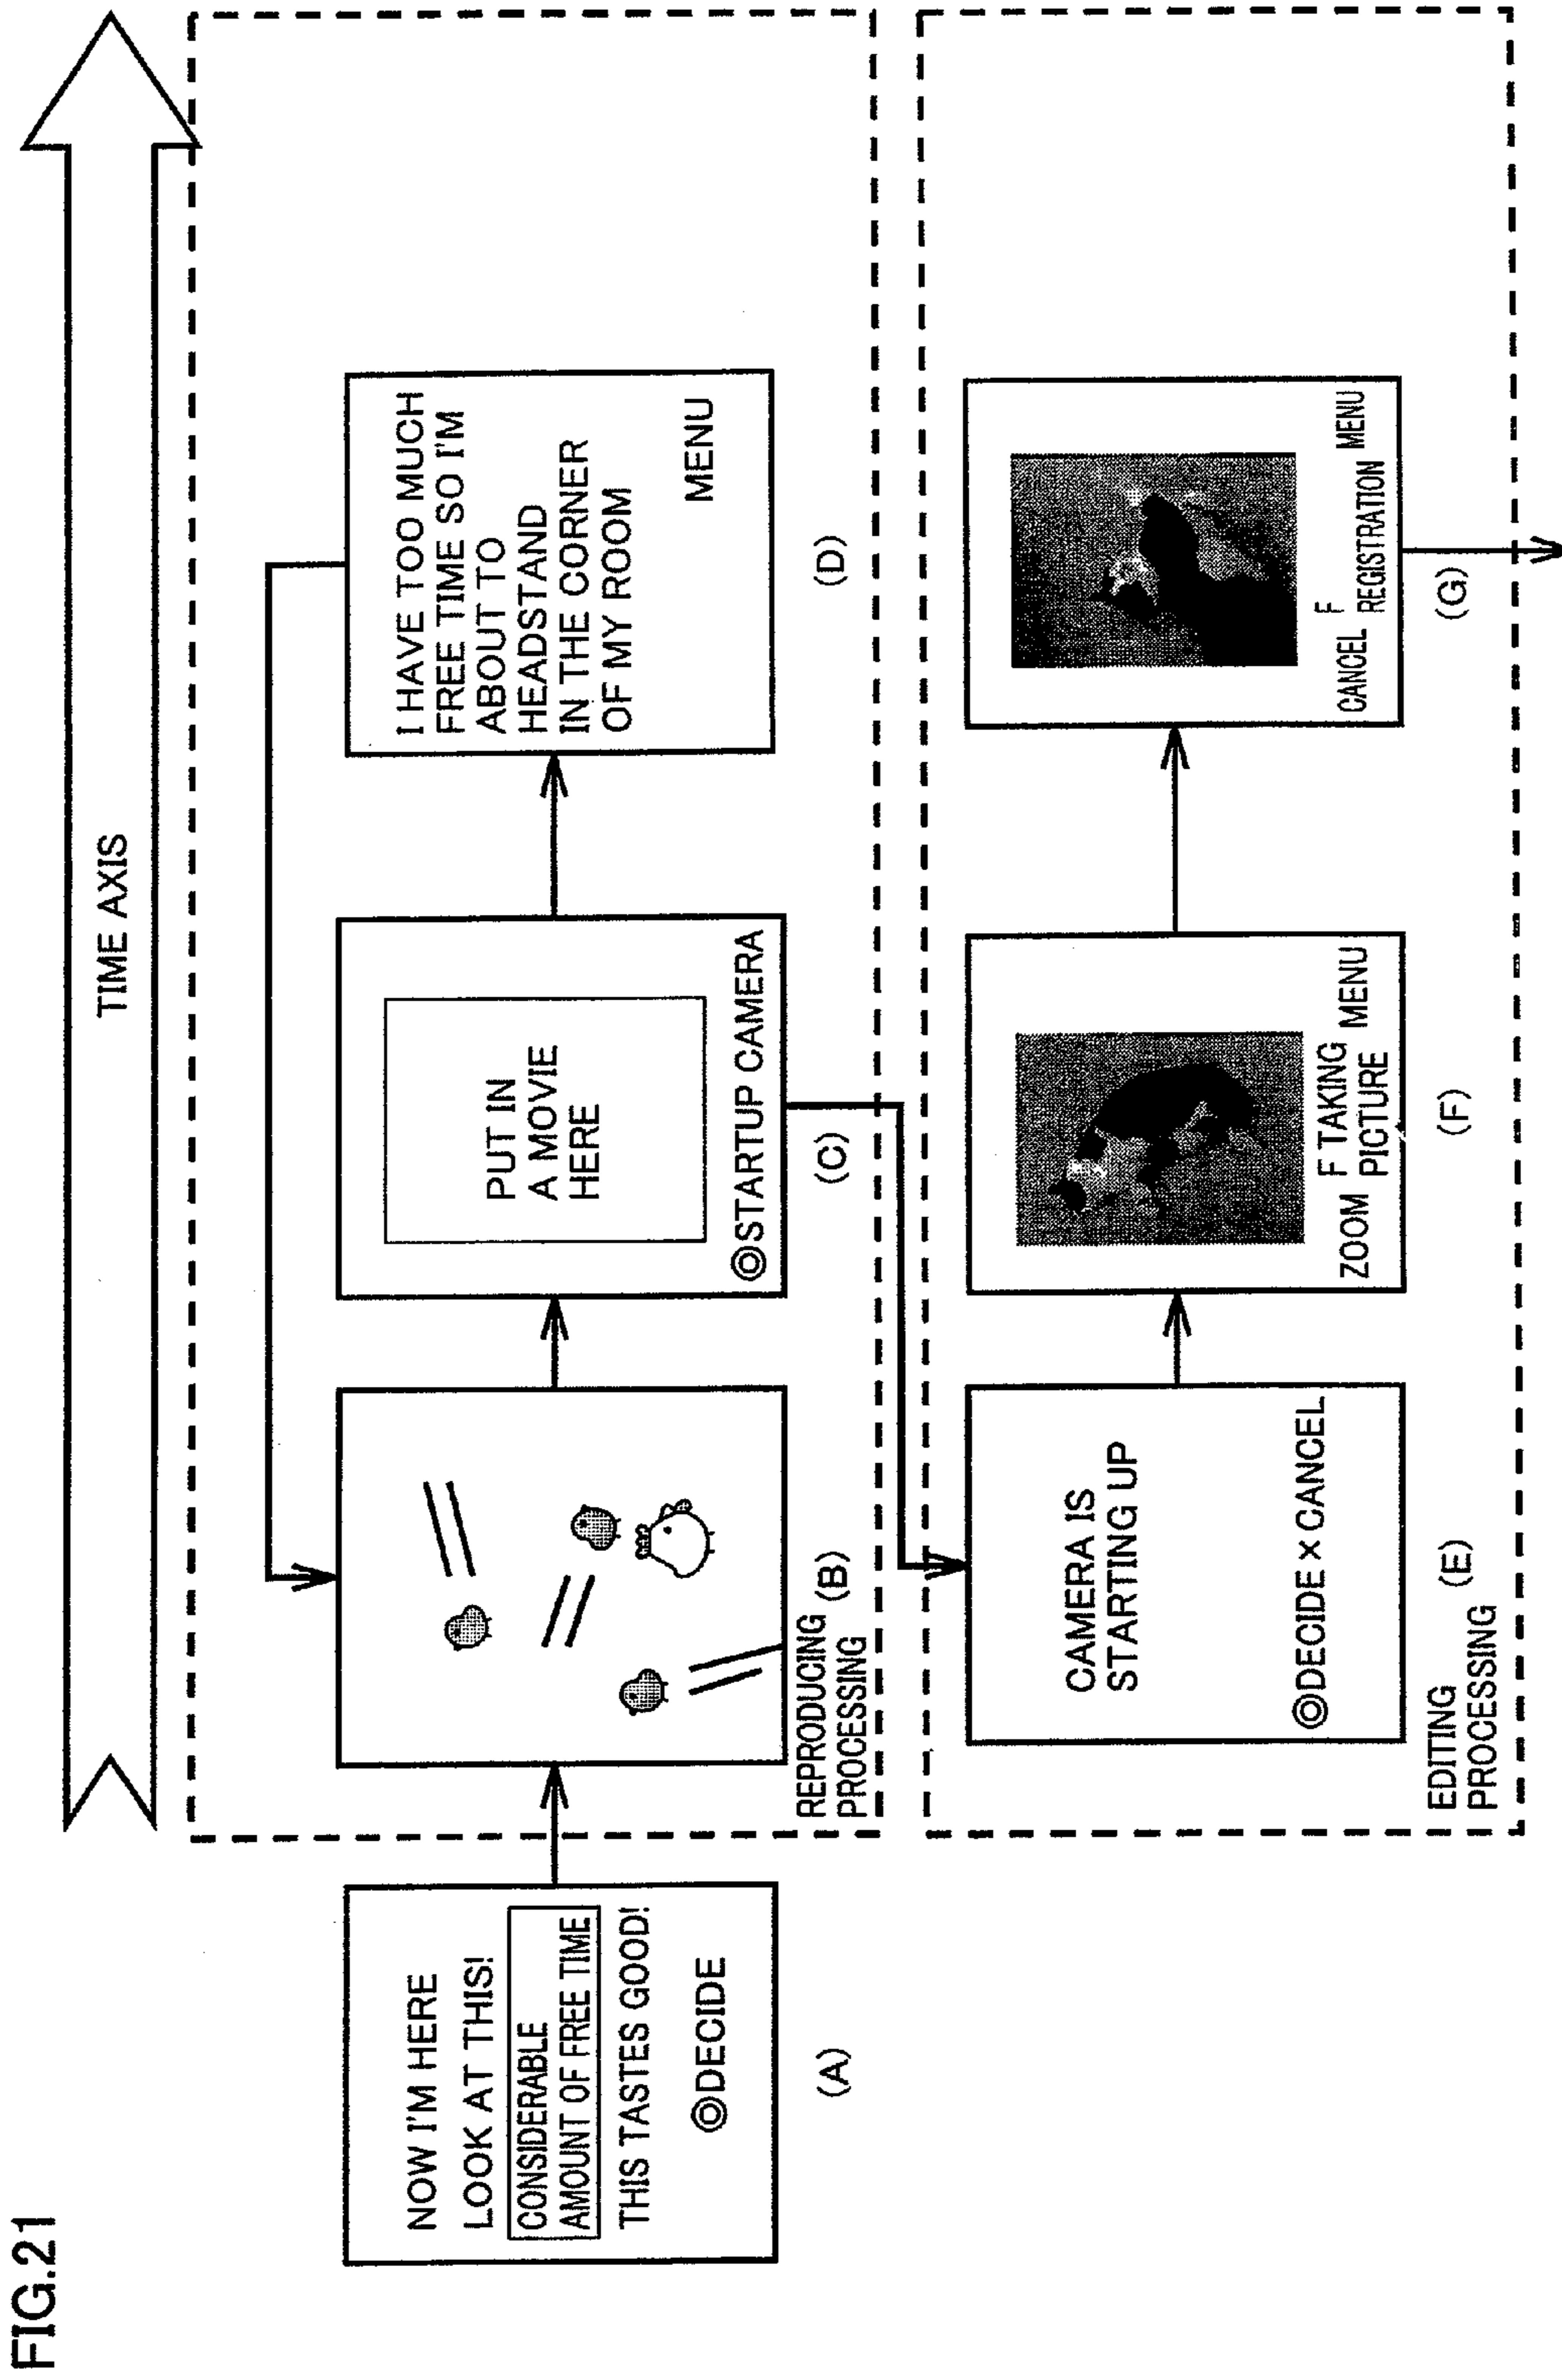 FIG.21
TIME AXIS
NOW I'M HERE
LOOK AT THIS!
CONSIDERABLE
AMOUNT OF FREE TIME
THIS TASTES GOOD!
◎DECIDE
(A)
REPRODUCING
PROCESSING
(B)
PUT IN
A MOVIE
HERE
◎STARTUP CAMERA
(C)
I HAVE TOO MUCH
FREE TIME SO I'M
ABOUT TO
HEADSTAND
IN THE CORNER
OF MY ROOM
MENU
(D)
CAMERA IS
STARTING UP
◎DECIDE × CANCEL
(E)
EDITING
PROCESSING
ZOOM F TAKING MENU
PICTURE
(F)
F
CANCEL REGISTRATION MENU
(G)